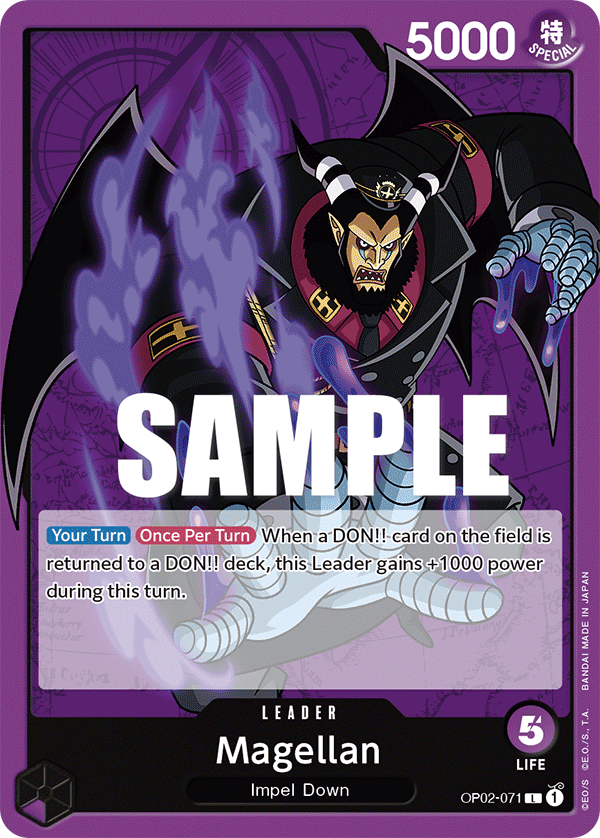 5000
特
SPECIAL
SAMPLE
Your Turn Once Per Turn When a DON!! card on the field is
returned to a DON!! deck, this Leader gains +1000 power
during this turn.
LEADER
Magellan
Impel Down
5
LIFE
OP02-071 L 1
©EO/S ©E.O./S., T.A. BANDAI MADE IN JAPAN